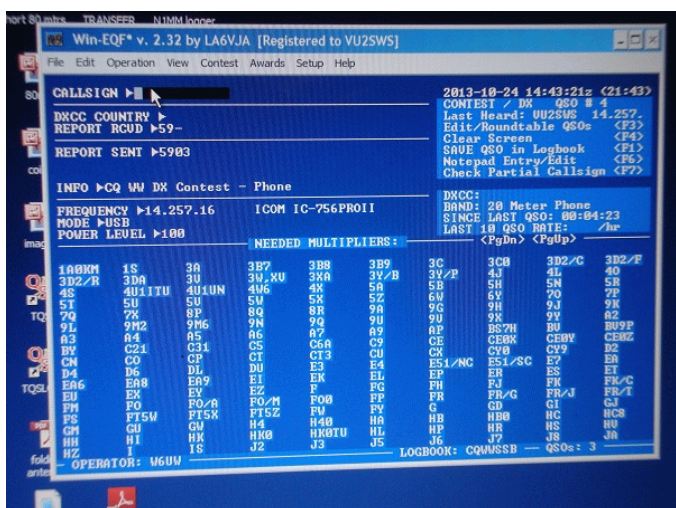 hort 80 mtrs TRANSFER N1MM logger
Win-EQF* v. 2.32 by LA6VJA [Registered to VU2SWS]
File Edit Operation View Contest Awards Setup Help
CALLSIGN
2013-10-24 14:43:21z (21:43)
CONTEST / DX QSO # 4
DXCC COUNTRY
Last Heard: VU2SWS 14.257.
REPORT RCVD 59-
Edit/Roundtable QSOs <F3>
Clear Screen <F4>
REPORT SENT 5903
SAVE QSO in Logbook <F1>
Notepad Entry/Edit <F6>
Check Partial Callsign <F7>
INFO CQ WW DX Contest - Phone
DXCC:
FREQUENCY 14.257.16 ICOM IC-756PROII
BAND: 20 Meter Phone
MODE USB
SINCE LAST QSO: 00:04:23
POWER LEVEL 100
LAST 10 QSO RATE: /hr
NEEDED MULTIPLIERS: <PgDn> <PgUp>
1A0KM 1S 3A 3B7 3B8 3B9 3C 3C0 3D2/C 3D2/F
3D2/R 3DA 3U 3W,XU 3XA 3Y/B 3Y/P 4J 4L 4O
4S 4U1ITU 4U1UN 4W6 4X 5A 5B 5H 5N 5R
5T 5U 5V 5W 5X 5Z 6W 6Y 70 7P
7Q 7X 8P 8Q 8R 9A 9G 9H 9J 9K
9L 9M2 9M6 9N 9Q 9U 9V 9X 9Y A2
A3 A4 A5 A6 A7 A9 AP BS7H BV BV9P
BY C21 C31 C5 C6A C9 CE CE0X CE0Y CE0Z
CN CO CP CT CT3 CU CX CY0 CY9 D2
D4 D6 DL DU E3 E4 E51/NC E51/SC E7 EA
EA6 EA8 EA9 EI EK EL EP ER ES ET
EU EX EY EZ F FG FH FJ FK FK/C
FM FO FO/A FO/M FO0 FP FR FR/G FR/J FR/T
FS FT5W FT5X FT5Z FW FY G GD GI GJ
GM GU GW H4 H40 HA HB HB0 HC HC8
HH HI HK HK0 HK0TU HL HP HR HS HV
HZ I IS J2 J3 J5 J6 J7 J8 JA
OPERATOR: W6UW LOGBOOK: CQWWSSB QSOs: 3